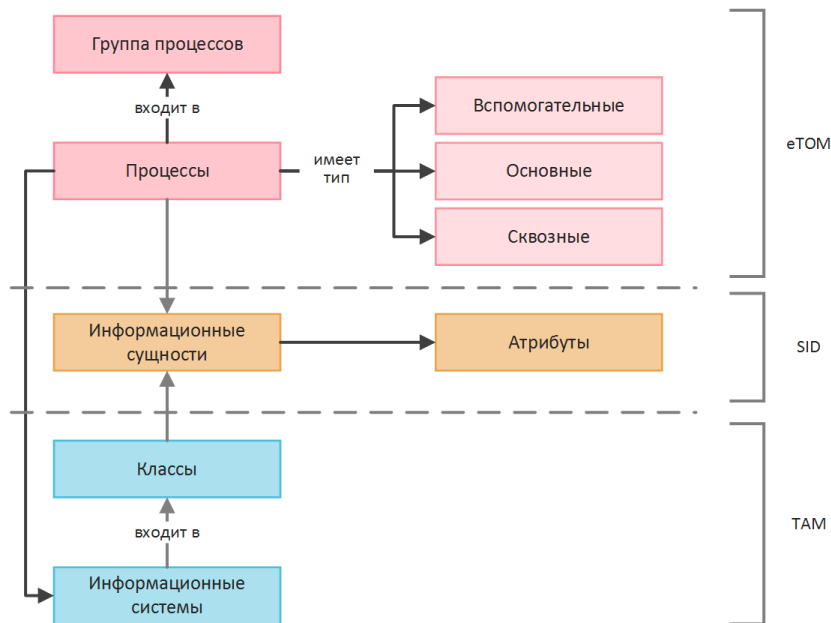 Группа процессов
входит в
Вспомогательные
eTOM
Процессы
имеет
тип
Основные
Сквозные
Информационные
сущности
Атрибуты
SID
Классы
входит в
TAM
Информационные
системы